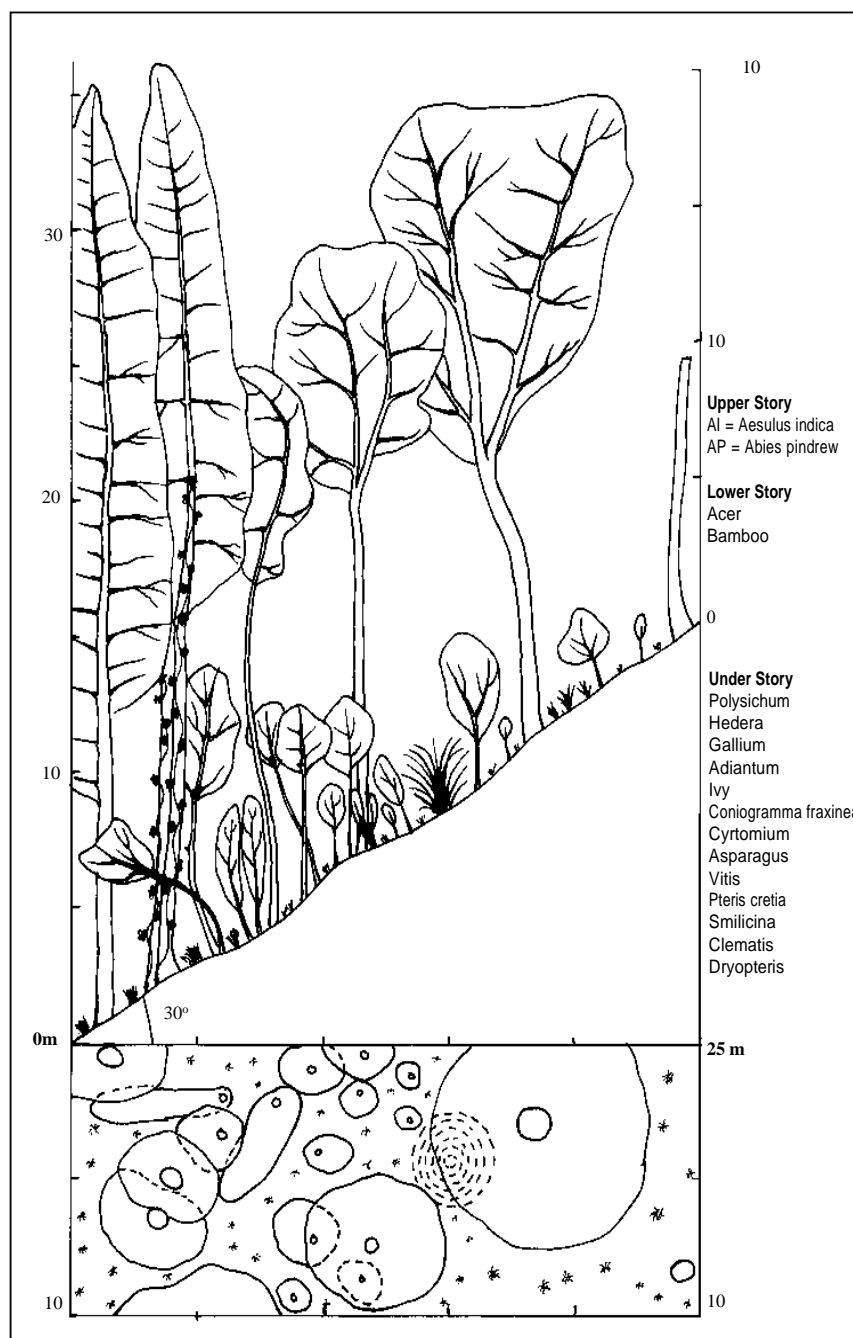 10
30
10
Upper Story
AI = Aesulus indica
AP = Abies pindrew
20
Lower Story
Acer
Bamboo
0
Under Story
Polysichum
Hedera
Gallium
10
Adiantum
Ivy
Coniogramma fraxinea
Cyrtomium
Asparagus
Vitis
Pteris cretia
Smilicina
Clematis
Dryopteris
30º
0m
25 m
10
10